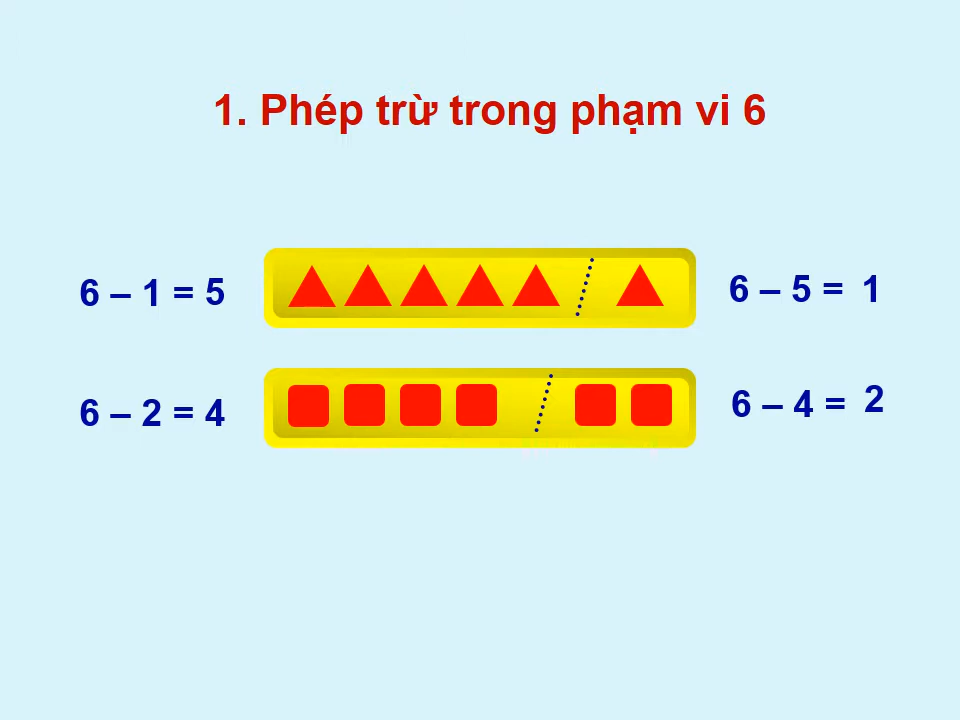 1. Phép trừ trong phạm vi 6
6 – 1 = 5
6 – 5 = 1
6 – 2 = 4
6 – 4 = 2